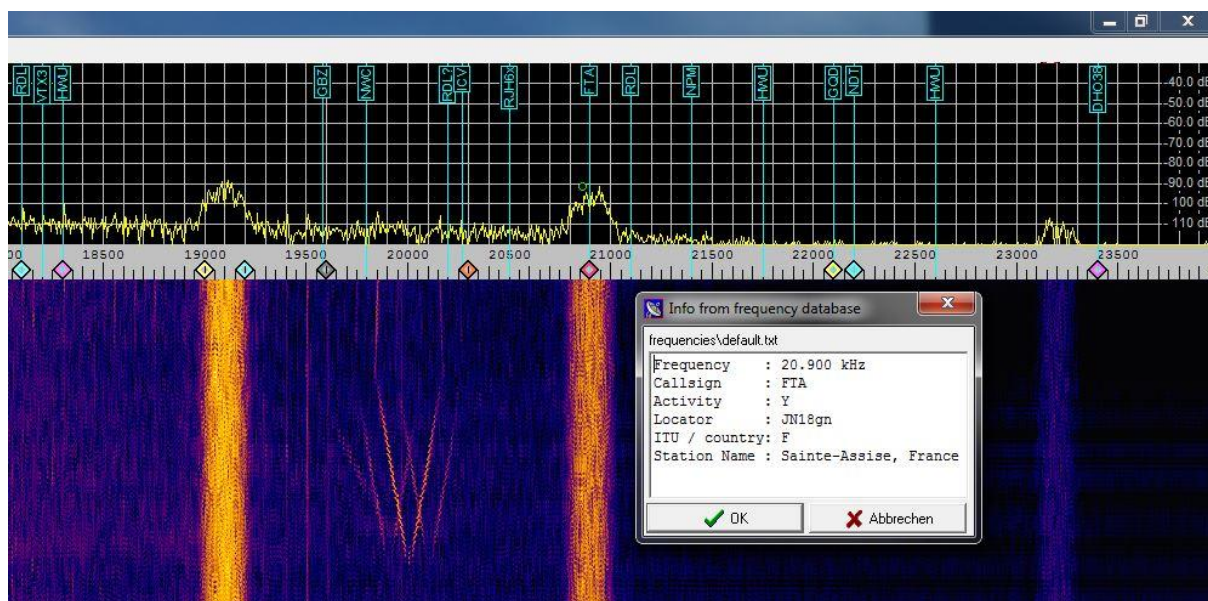 RDL VTX3 HWU GBZ NWC RDL? ICV RJH6x FTA RDL NPM HWU GQD NDT HWU DHO38
-40.0 dB
-50.0 dB
-60.0 dB
-70.0 dB
-80.0 dB
-90.0 dB
-100 dB
-110 dB
18500 19000 19500 20000 20500 21000 21500 22000 22500 23000 23500
Info from frequency database
frequencies\default.txt
Frequency : 20.900 kHz
Callsign : FTA
Activity : Y
Locator : JN18gn
ITU / country: F
Station Name : Sainte-Assise, France
OK Abbrechen